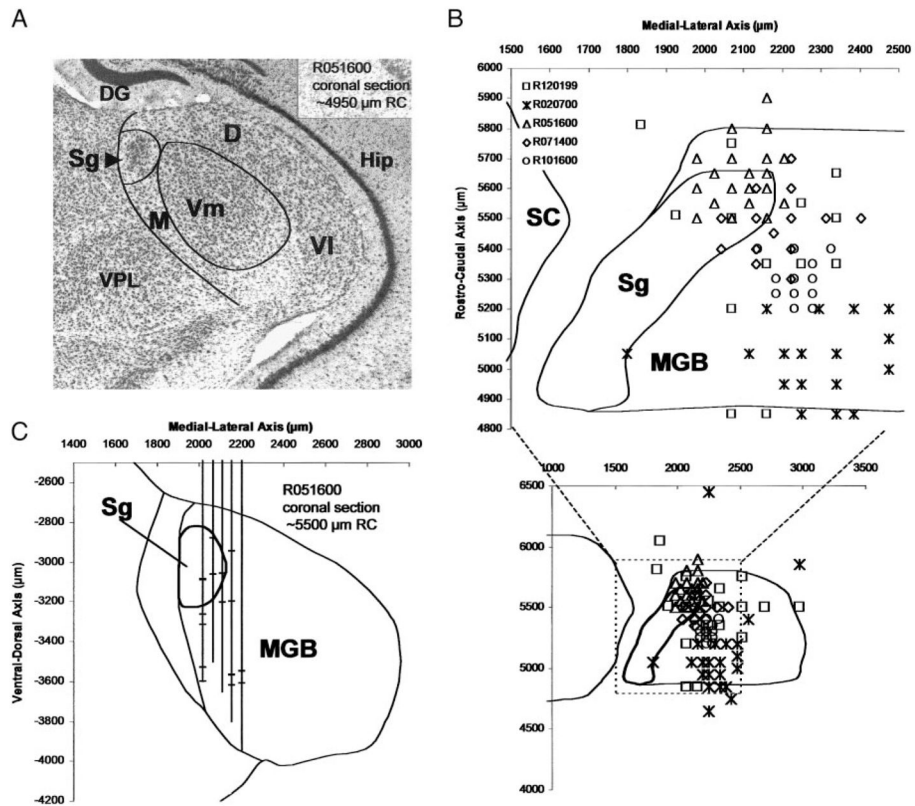 A
R051600
coronal section
~4950 µm RC
DG
D
Sg
Hip
Vm
M
Vl
VPL
B
Medial-Lateral Axis (µm)
1500 1600 1700 1800 1900 2000 2100 2200 2300 2400 2500
Rostro-Caudal Axis (µm)
6000
5900
5800
5700
5600
5500
5400
5300
5200
5100
5000
4900
4800
R120199
R020700
R051600
R071400
R101600
SC
Sg
MGB
1000 1500 2000 2500 3000 3500
6500
6000
5500
5000
4500
4000
C
Medial-Lateral Axis (µm)
1400 1600 1800 2000 2200 2400 2600 2800 3000
Ventral-Dorsal Axis (µm)
-2600
-2800
-3000
-3200
-3400
-3600
-3800
-4000
-4200
R051600
coronal section
~5500 µm RC
Sg
MGB